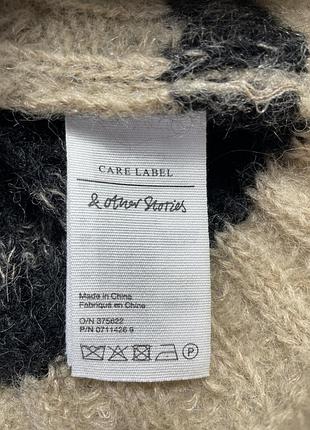 CARE LABEL
& other Stories
Made in China
Fabriqué en Chine
O/N 375622
P/N 0711426 9
P